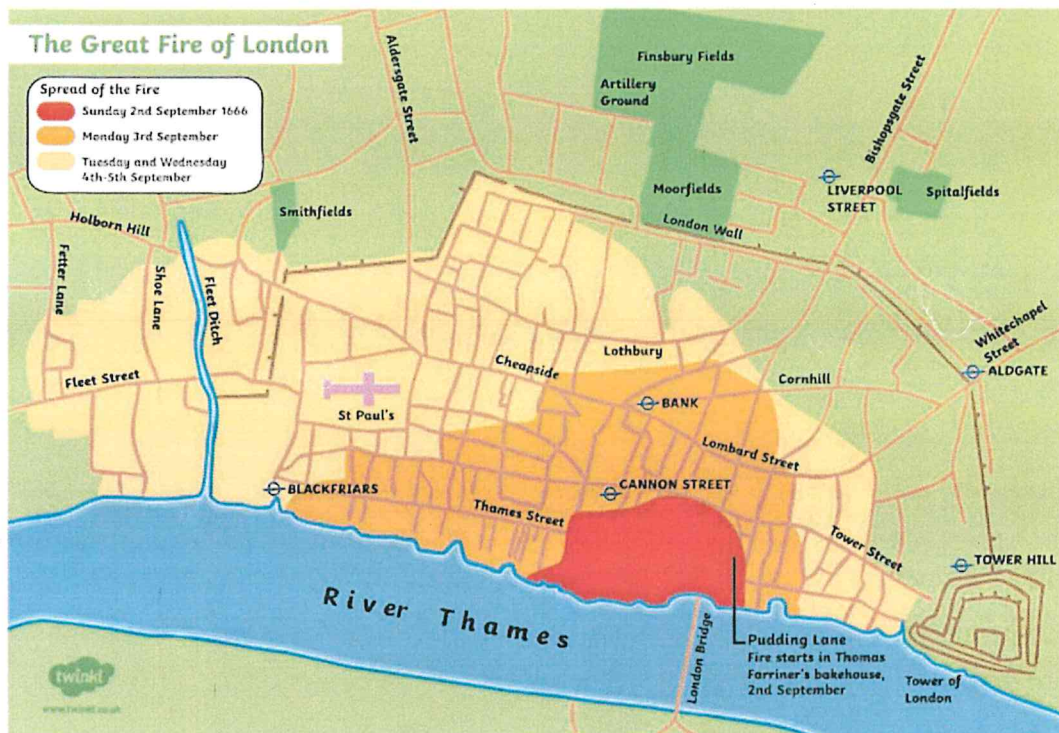 The Great Fire of London
Spread of the Fire
Sunday 2nd September 1666
Monday 3rd September
Tuesday and Wednesday
4th-5th September
Aldersgate Street
Finsbury Fields
Artillery
Ground
Bishopsgate Street
Moorfields
LIVERPOOL
STREET
Spitalfields
Smithfields
London Wall
Holborn Hill
Fetter Lane
Shoe Lane
Fleet Ditch
Whitechapel
Street
ALDGATE
Lothbury
Cheapside
Cornhill
Fleet Street
St Paul's
BANK
Lombard Street
BLACKFRIARS
CANNON STREET
Thames Street
Tower Street
TOWER HILL
River Thames
London Bridge
Pudding Lane
Fire starts in Thomas
Farriner's bakehouse,
2nd September
Tower of
London
twinkl
www.twinkl.co.uk